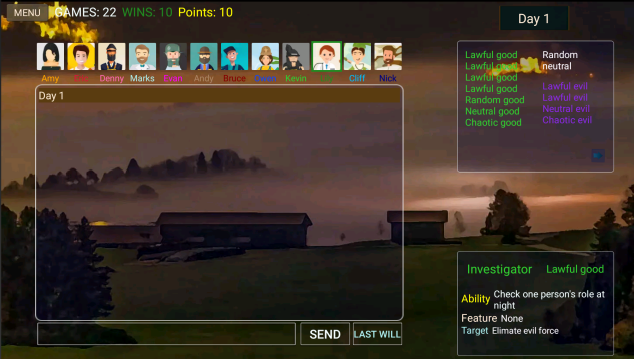 MENU GAMES: 22 WINS: 10 Points: 10
Day 1
Amy Denny Marks Andy Bruce Gwen Kevin Cliff Nick
Day 1
SEND LAST WILL
Lawful good
Lawful good
Lawful good
Lawful good
Random good
Neutral good
Chaotic good
Random
neutral
Lawful evil
Lawful evil
Neutral evil
Chaotic evil
Investigator Lawful good
Ability Check one person's role at
night
Feature None
Target Elimate evil force